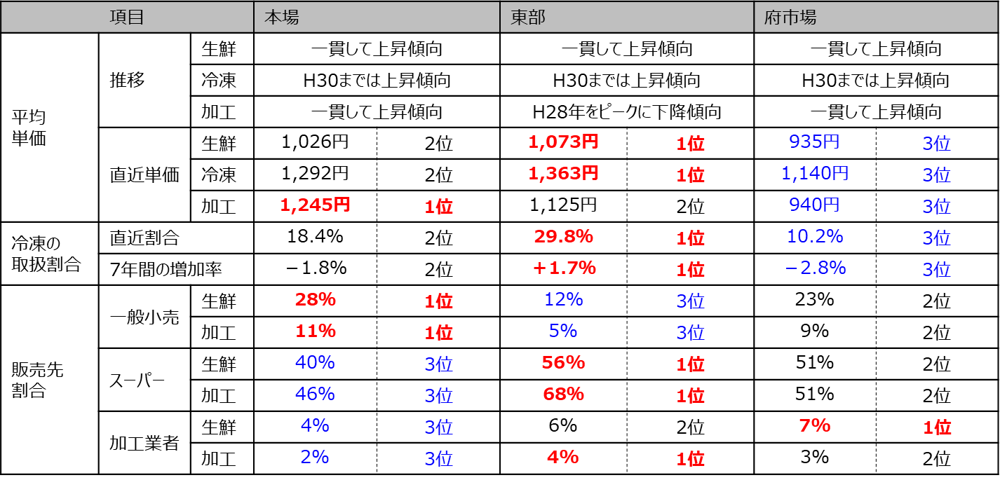 項目 本場 東部 府市場
平均
単価
推移
生鮮 一貫して上昇傾向 一貫して上昇傾向 一貫して上昇傾向
冷凍 H30までは上昇傾向 H30までは上昇傾向 H30までは上昇傾向
加工 一貫して上昇傾向 H28年をピークに下降傾向 一貫して上昇傾向
直近単価
生鮮 1,026円 2位 1,073円 1位 935円 3位
冷凍 1,292円 2位 1,363円 1位 1,140円 3位
加工 1,245円 1位 1,125円 2位 940円 3位
冷凍の
取扱割合
直近割合 18.4% 2位 29.8% 1位 10.2% 3位
7年間の増加率 －1.8% 2位 ＋1.7% 1位 －2.8% 3位
販売先
割合
一般小売
生鮮 28% 1位 12% 3位 23% 2位
加工 11% 1位 5% 3位 9% 2位
スーパー
生鮮 40% 3位 56% 1位 51% 2位
加工 46% 3位 68% 1位 51% 2位
加工業者
生鮮 4% 3位 6% 2位 7% 1位
加工 2% 3位 4% 1位 3% 2位